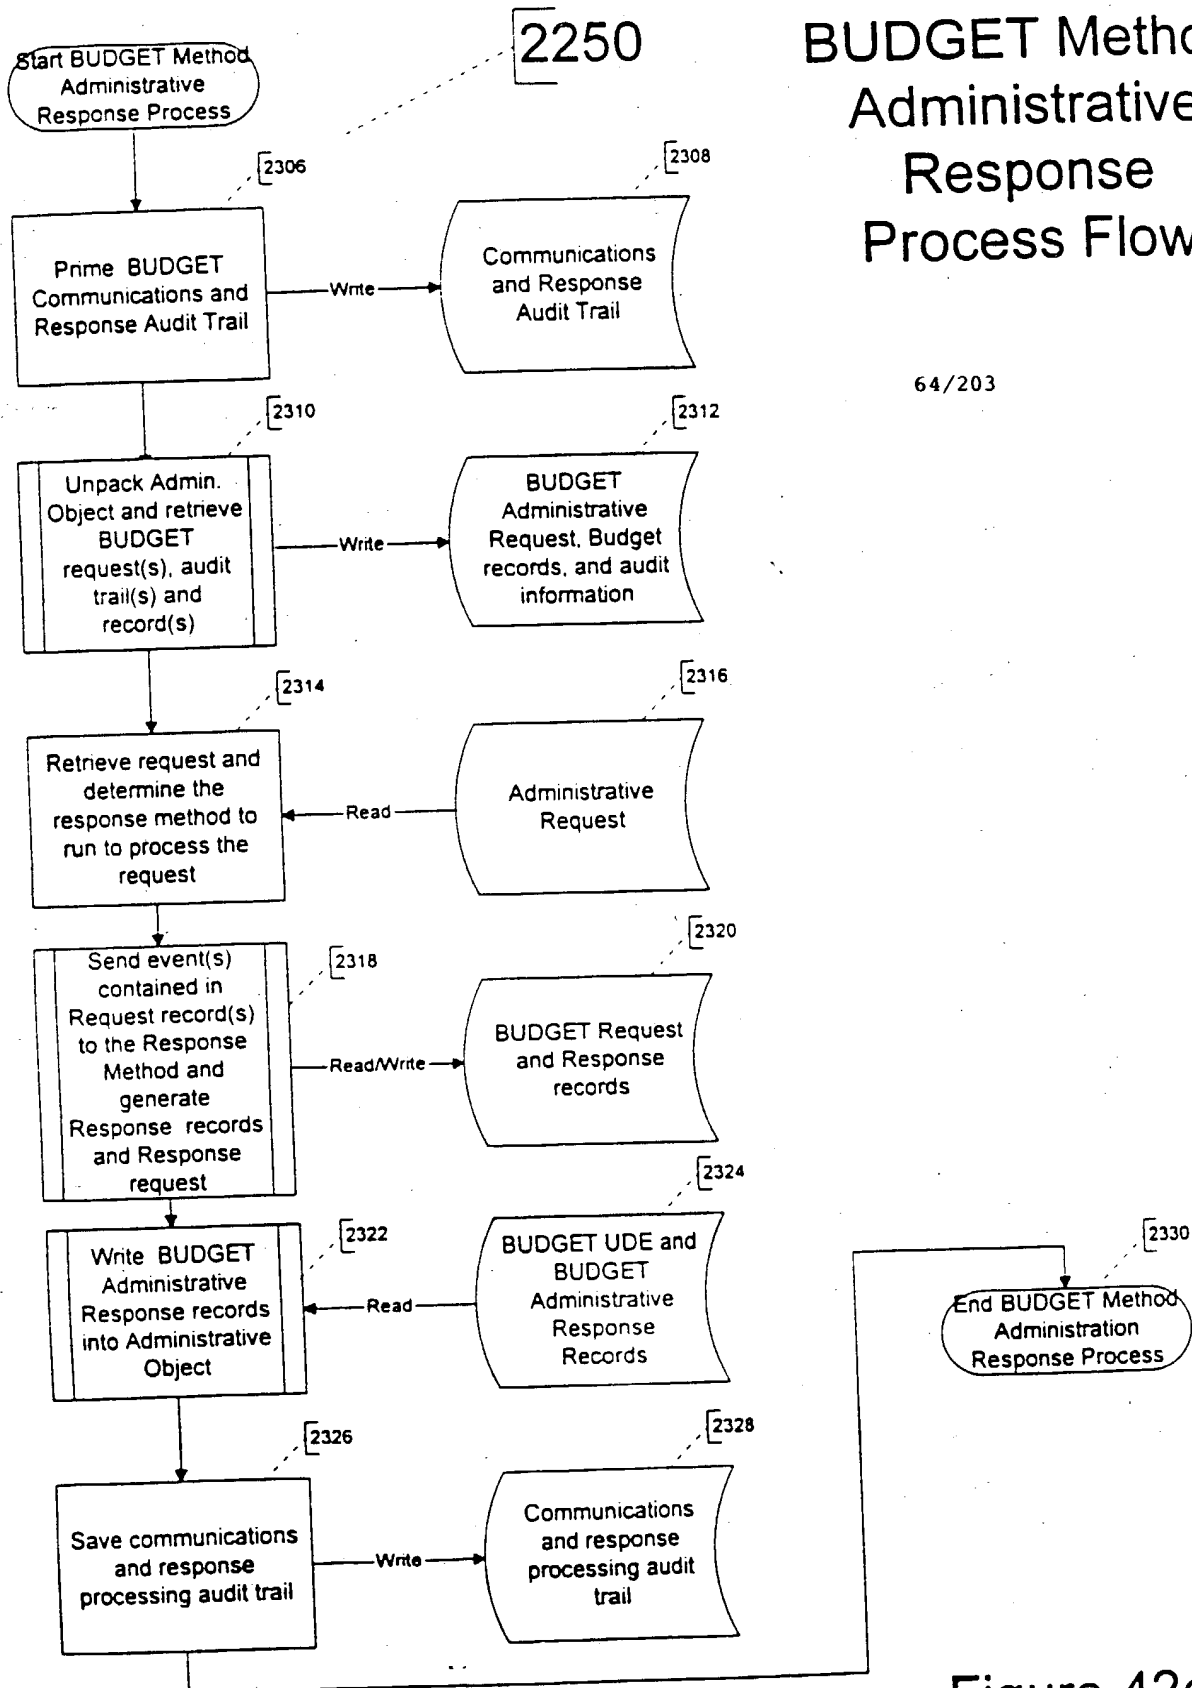 2250
BUDGET Metho
Administrative
Response
Process Flow
64/203
Start BUDGET Method
Administrative
Response Process
2306
Prime BUDGET
Communications and
Response Audit Trail
Write
2308
Communications
and Response
Audit Trail
2310
Unpack Admin.
Object and retrieve
BUDGET
request(s), audit
trail(s) and
record(s)
Write
2312
BUDGET
Administrative
Request, Budget
records, and audit
information
2314
Retrieve request and
determine the
response method to
run to process the
request
Read
2316
Administrative
Request
2318
Send event(s)
contained in
Request record(s)
to the Response
Method and
generate
Response records
and Response
request
Read/Write
2320
BUDGET Request
and Response
records
2322
Write BUDGET
Administrative
Response records
into Administrative
Object
Read
2324
BUDGET UDE and
BUDGET
Administrative
Response
Records
2326
Save communications
and response
processing audit trail
Write
2328
Communications
and response
processing audit
trail
2330
End BUDGET Method
Administration
Response Process